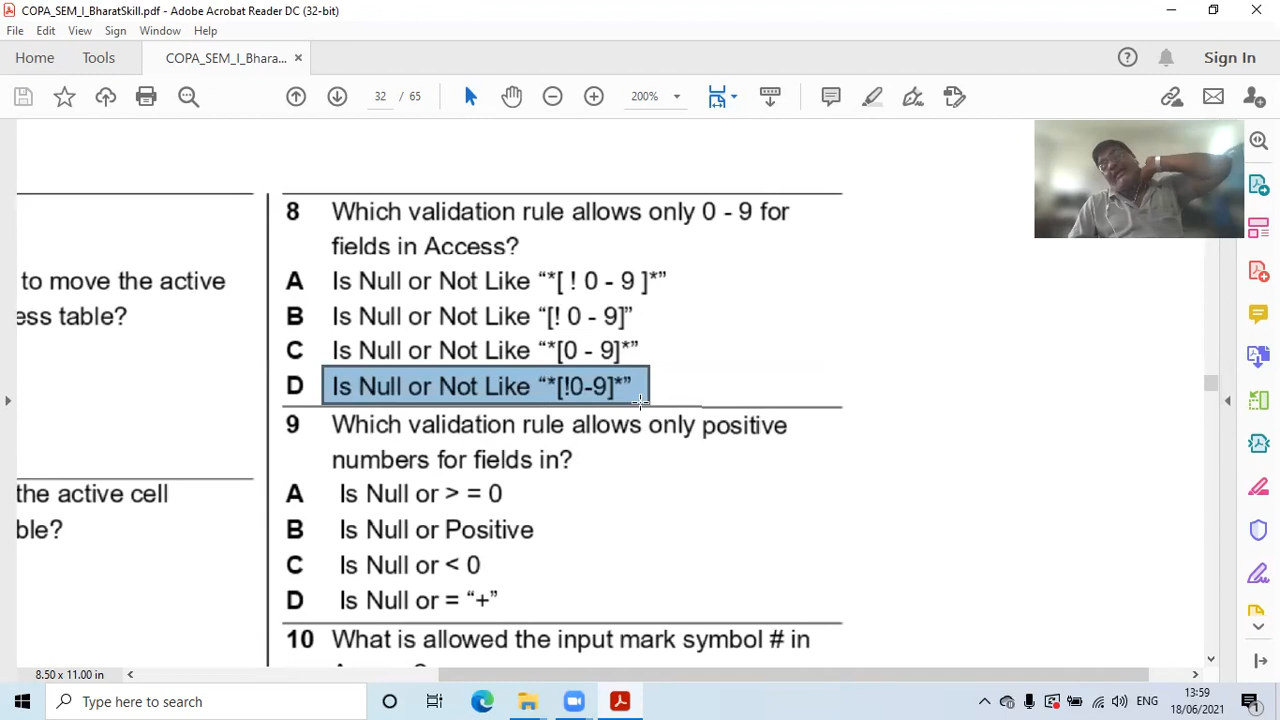 COPA_SEM_I_BharatSkill.pdf - Adobe Acrobat Reader DC (32-bit)
File Edit View Sign Window Help
Home Tools COPA_SEM_I_Bhara... ×
Sign In
32 / 65 200%
to move the active
ess table?
the active cell
ble?
8 Which validation rule allows only 0 - 9 for
fields in Access?
A Is Null or Not Like “*[ ! 0 - 9 ]*”
B Is Null or Not Like “[! 0 - 9]”
C Is Null or Not Like “*[0 - 9]*”
D Is Null or Not Like “*[!0-9]*”
9 Which validation rule allows only positive
numbers for fields in?
A Is Null or > = 0
B Is Null or Positive
C Is Null or < 0
D Is Null or = “+”
10 What is allowed the input mark symbol # in
8.50 x 11.00 in
Type here to search
ENG
13:59
18/06/2021
1